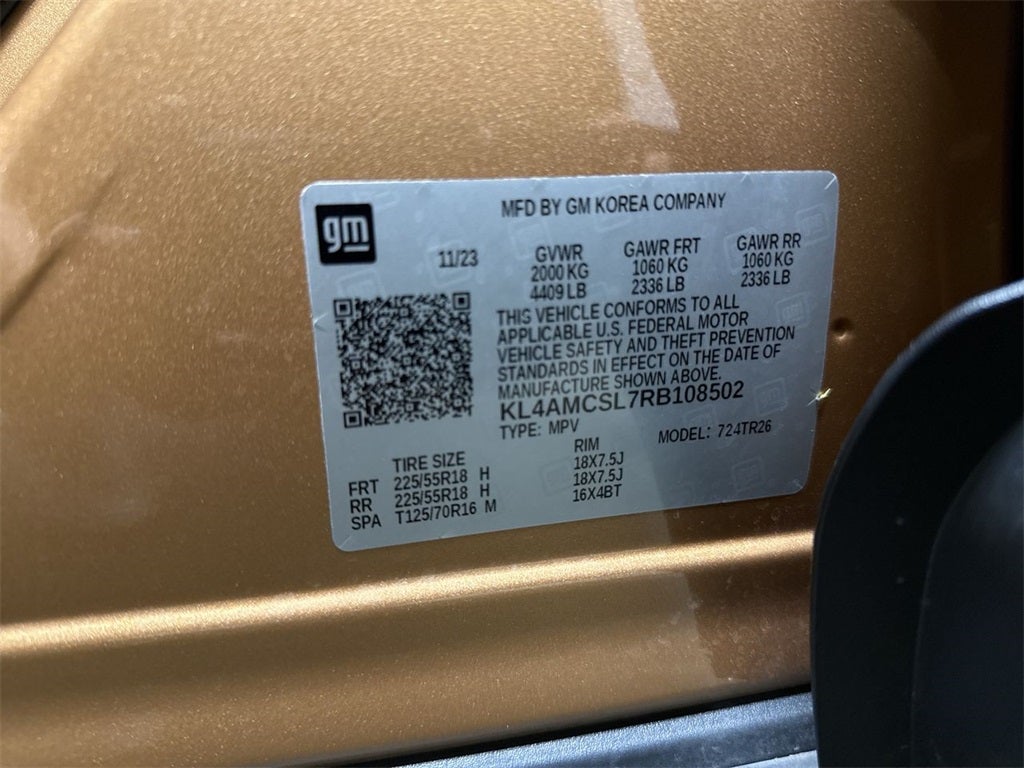 gm
MFD BY GM KOREA COMPANY
11/23
GVWR GAWR FRT GAWR RR
2000 KG 1060 KG 1060 KG
4409 LB 2336 LB 2336 LB
THIS VEHICLE CONFORMS TO ALL
APPLICABLE U.S. FEDERAL MOTOR
VEHICLE SAFETY AND THEFT PREVENTION
STANDARDS IN EFFECT ON THE DATE OF
MANUFACTURE SHOWN ABOVE.
KL4AMCSL7RB108502
TYPE: MPV MODEL: 724TR26
TIRE SIZE RIM
FRT 225/55R18 H 18X7.5J
RR 225/55R18 H 18X7.5J
SPA T125/70R16 M 16X4BT